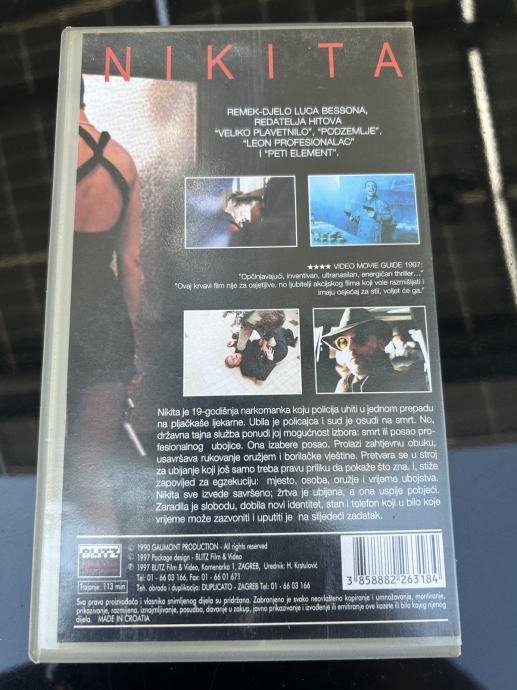 NIKITA
REMEK-DJELO LUCA BESSONA,
REDATELJA HITOVA
"VELIKO PLAVETNILO", "PODZEMLJE",
"LEON PROFESIONALAC"
I "PETI ELEMENT".
★★★★ VIDEO MOVIE GUIDE 1997:
"Opčinjavajući, inventivan, ultranasilan, energičan thriller..."
"Ovaj krvavi film nije za osjetljive, no ljubitelji akcijskog filma koji vole razmišljati i
imaju osjećaj za stil, voljet će ga."
Nikita je 19-godišnja narkomanka koju policija uhiti u jednom prepadu
na pljačkaše ljekarne. Ubila je policajca i sud je osudi na smrt. No,
državna tajna služba ponudi joj mogućnost izbora: smrt ili posao pro-
fesionalnog ubojice. Ona izabere posao. Prolazi zahtjevnu obuku,
usavršava rukovanje oružjem i borilačke vještine. Pretvara se u stroj
za ubijanje koji još samo treba pravu priliku da pokaže što zna. I, stiže
zapovijed za egzekuciju: mjesto, osoba, oružje i vrijeme ubojstva.
Nikita sve izvede savršeno; žrtva je ubijena, a ona uspije pobjeći.
Zaradila je slobodu, dobila novi identitet, stan i telefon koji u bilo koje
vrijeme može zazvoniti i uputiti je na sljedeći zadatak.
BLITZ
Trajanje: 113 min
© 1990 GAUMONT PRODUCTION - All rights reserved
© 1997 Package design - BLITZ Film & Video
℗ 1997 BLITZ Film & Video, Kamenarka 1, ZAGREB, Urednik: H. Krstulović
Tel: 01 - 66 03 166, Fax: 01 - 66 01 671
Teh. obrada i duplikacija: DUPLICATO - ZAGREB Tel: 01 - 66 03 166
3 858882 263184
Sva prava proizvođača i vlasnika snimljenog dijela su pridržana. Zabranjeno je svako neovlašteno kopiranje i umnožavanje, montiranje,
prikazivanje, razmijena, iznajmljivanje, posudba, davanje u zakup, javno prikazivanje i izvođenje ili emitiranje ove kazete ili bilo kojeg njenog
dijela. MADE IN CROATIA